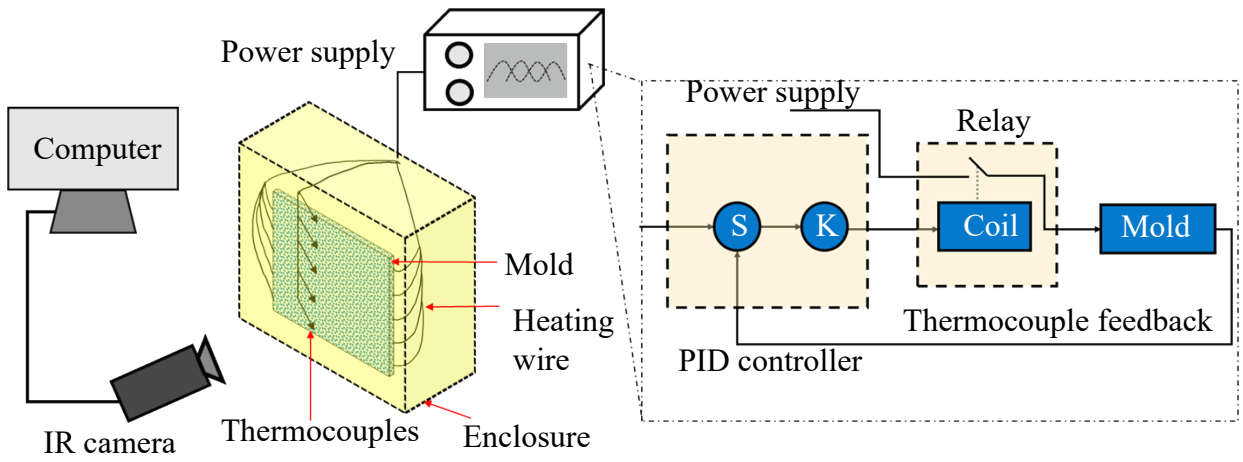 Power supply
Computer
IR camera
Mold
Heating
wire
Thermocouples
Enclosure
Power supply
Relay
S
K
Coil
Mold
Thermocouple feedback
PID controller